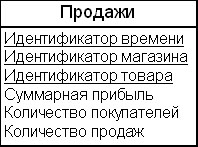 Продажи
Идентификатор времени
Идентификатор магазина
Идентификатор товара
Суммарная прибыль
Количество покупателей
Количество продаж